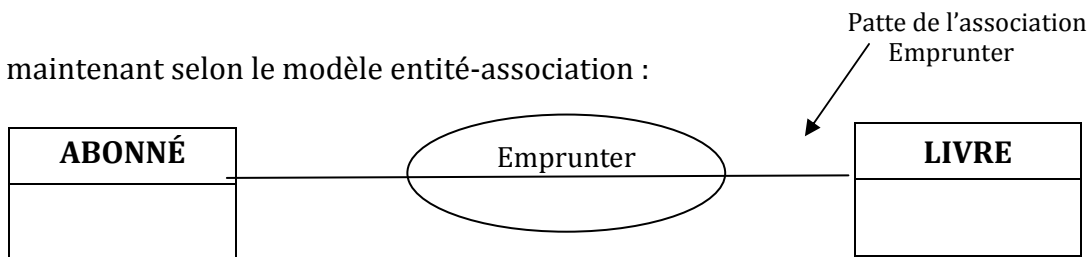 Patte de l’association
Emprunter
maintenant selon le modèle entité-association :
ABONNÉ
Emprunter
LIVRE